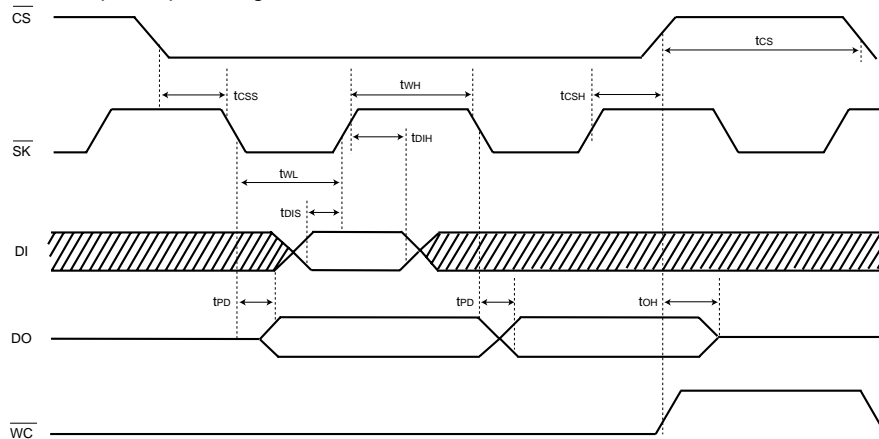 CS
tCS
tCSS
tWH
tCSH
SK
tDIH
tWL
tDIS
DI
tPD
tPD
tOH
DO
WC